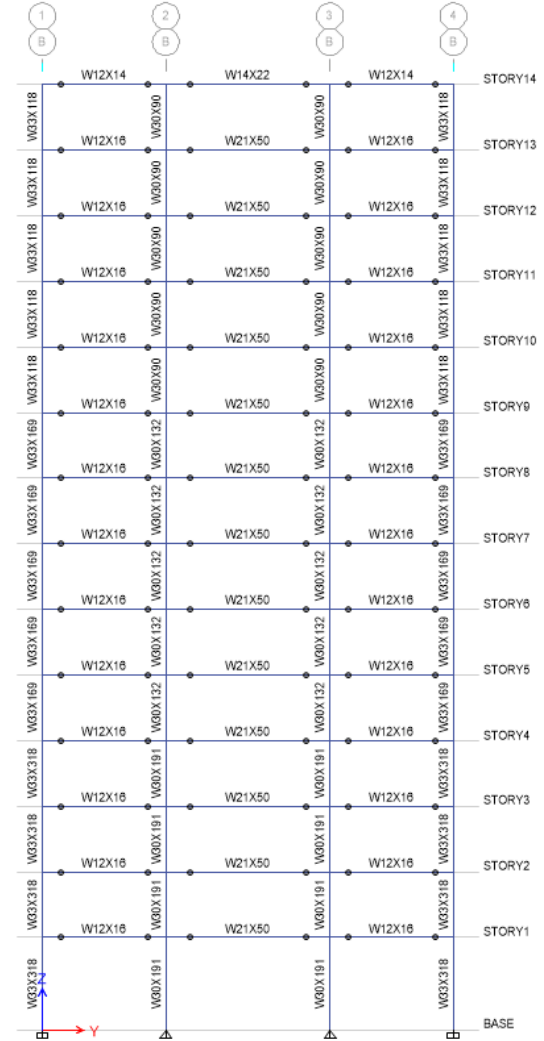 1 2 3 4
B B B B
W12X14 W14X22 W12X14 STORY14
W33X118 W30X90 W30X90 W33X118
W12X16 W21X50 W12X16 STORY13
W33X118 W30X90 W30X90 W33X118
W12X16 W21X50 W12X16 STORY12
W33X118 W30X90 W30X90 W33X118
W12X16 W21X50 W12X16 STORY11
W33X118 W30X90 W30X90 W33X118
W12X16 W21X50 W12X16 STORY10
W33X118 W30X90 W30X90 W33X118
W12X16 W21X50 W12X16 STORY9
W33X169 W30X132 W30X132 W33X169
W12X16 W21X50 W12X16 STORY8
W33X169 W30X132 W30X132 W33X169
W12X16 W21X50 W12X16 STORY7
W33X169 W30X132 W30X132 W33X169
W12X16 W21X50 W12X16 STORY6
W33X169 W30X132 W30X132 W33X169
W12X16 W21X50 W12X16 STORY5
W33X169 W30X132 W30X132 W33X169
W12X16 W21X50 W12X16 STORY4
W33X318 W30X191 W30X191 W33X318
W12X16 W21X50 W12X16 STORY3
W33X318 W30X191 W30X191 W33X318
W12X16 W21X50 W12X16 STORY2
W33X318 W30X191 W30X191 W33X318
W12X16 W21X50 W12X16 STORY1
W33X318 W30X191 W30X191 W33X318
Z
Y BASE